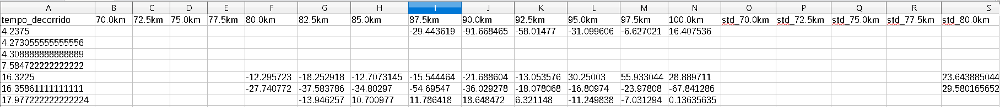 A B C D E F G H I J K L M N O P Q R S
tempo_decorrido 70.0km 72.5km 75.0km 77.5km 80.0km 82.5km 85.0km 87.5km 90.0km 92.5km 95.0km 97.5km 100.0km std_70.0km std_72.5km std_75.0km std_77.5km std_80.0km
4.2375 -29.443619 -91.668465 -58.01477 -31.099606 -6.627021 16.407536
4.273055555555556
4.308888888888889
7.584722222222222
16.3225 -12.295723 -18.252918 -12.7073145 -15.544464 -21.688604 -13.053576 30.25003 55.933044 28.889711 23.643885044
16.35861111111111 -27.740772 -37.583786 -34.80297 -54.69547 -36.029278 -18.078068 -16.80974 -23.97808 -67.841286 29.580165652
17.977222222222224 -13.946257 10.700977 11.786418 18.648472 6.321148 -11.249838 -7.031294 0.13635635